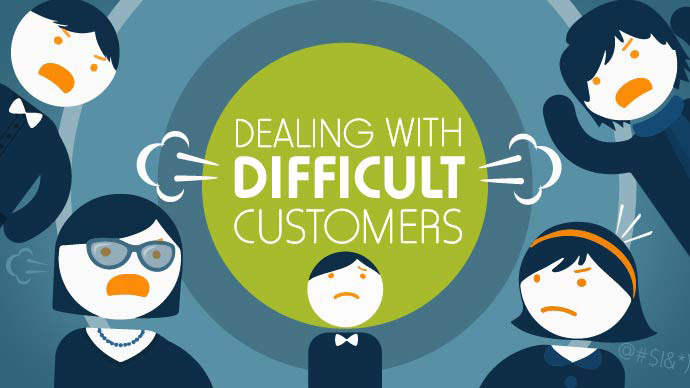 DEALING WITH
DIFFICULT
CUSTOMERS
@#$!&*)